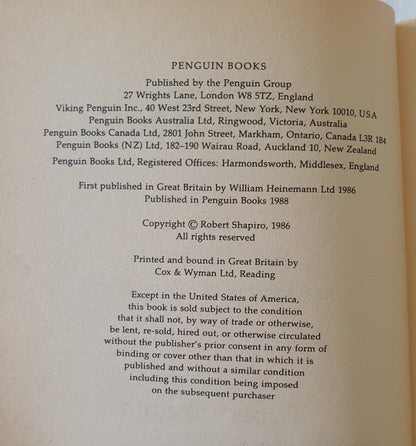 PENGUIN BOOKS
Published by the Penguin Group
27 Wrights Lane, London W8 5TZ, England
Viking Penguin Inc., 40 West 23rd Street, New York, New York 10010, USA
Penguin Books Australia Ltd, Ringwood, Victoria, Australia
Penguin Books Canada Ltd, 2801 John Street, Markham, Ontario, Canada L3R 1B4
Penguin Books (NZ) Ltd, 182–190 Wairau Road, Auckland 10, New Zealand
Penguin Books Ltd, Registered Offices: Harmondsworth, Middlesex, England
First published in Great Britain by William Heinemann Ltd 1986
Published in Penguin Books 1988
Copyright © Robert Shapiro, 1986
All rights reserved
Printed and bound in Great Britain by
Cox & Wyman Ltd, Reading
Except in the United States of America,
this book is sold subject to the condition
that it shall not, by way of trade or otherwise,
be lent, re-sold, hired out, or otherwise circulated
without the publisher's prior consent in any form of
binding or cover other than that in which it is
published and without a similar condition
including this condition being imposed
on the subsequent purchaser